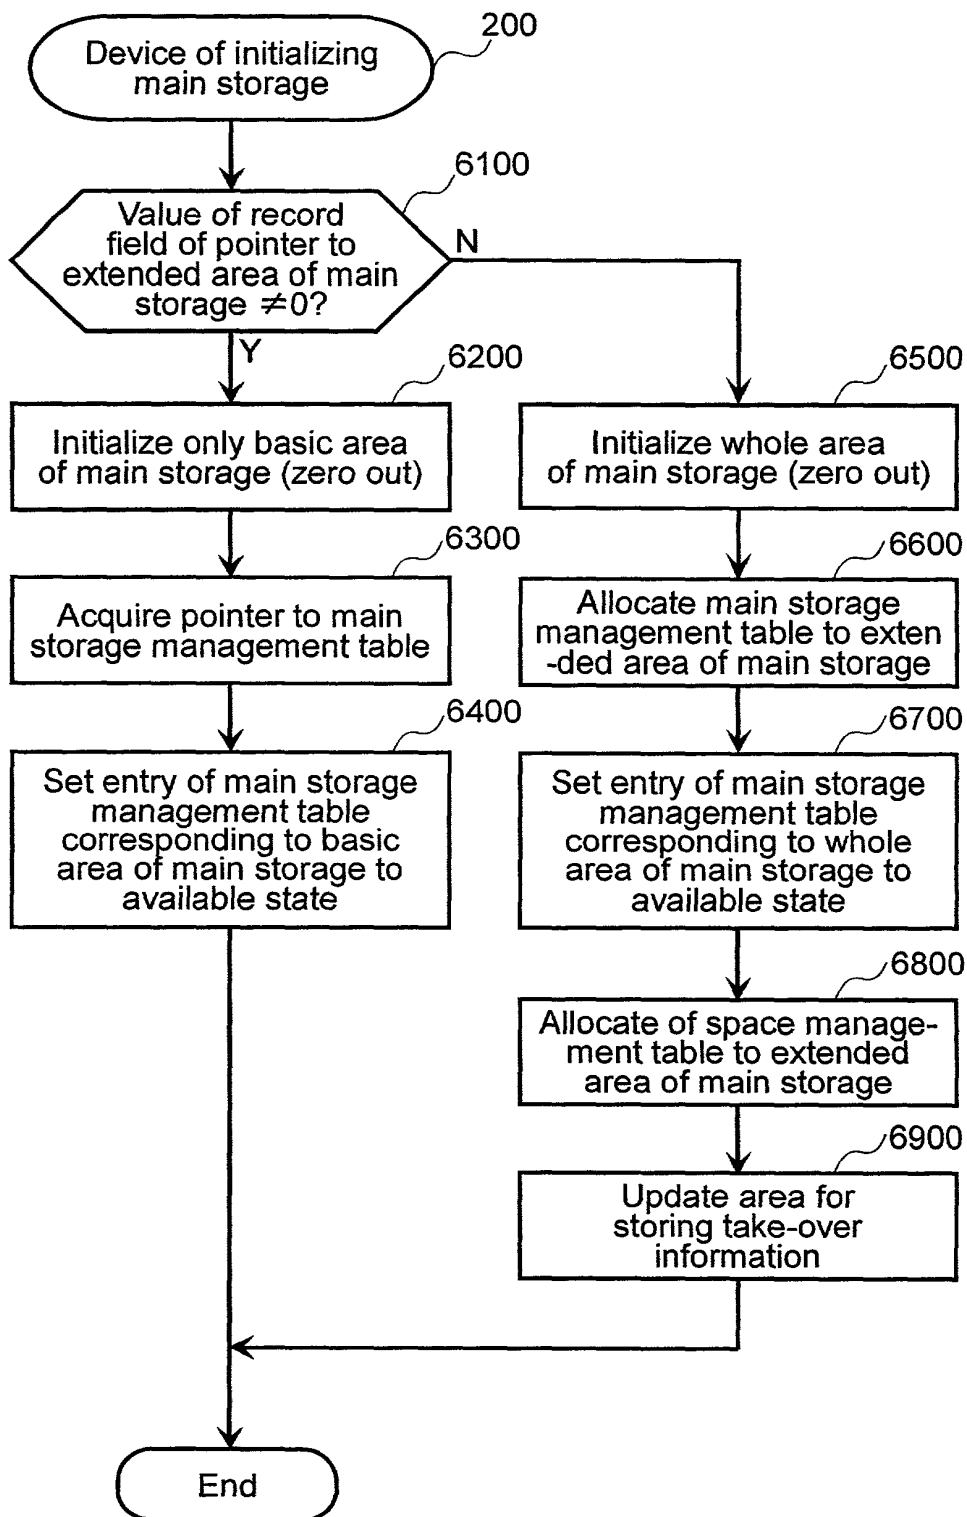 Device of initializing
main storage
200
6100
Value of record
field of pointer to
extended area of main
storage ≠0?
N
Y
6200
Initialize only basic area
of main storage (zero out)
6300
Acquire pointer to main
storage management table
6400
Set entry of main storage
management table
corresponding to basic
area of main storage to
available state
6500
Initialize whole area
of main storage (zero out)
6600
Allocate main storage
management table to exten
-ded area of main storage
6700
Set entry of main storage
management table
corresponding to whole
area of main storage to
available state
6800
Allocate of space manage-
ment table to extended
area of main storage
6900
Update area for
storing take-over
information
End